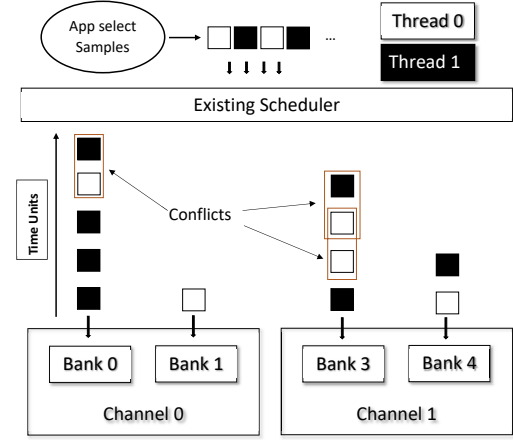 App select
Samples
...
Thread 0
Thread 1
Existing Scheduler
Time Units
Conflicts
Bank 0
Bank 1
Bank 3
Bank 4
Channel 0
Channel 1